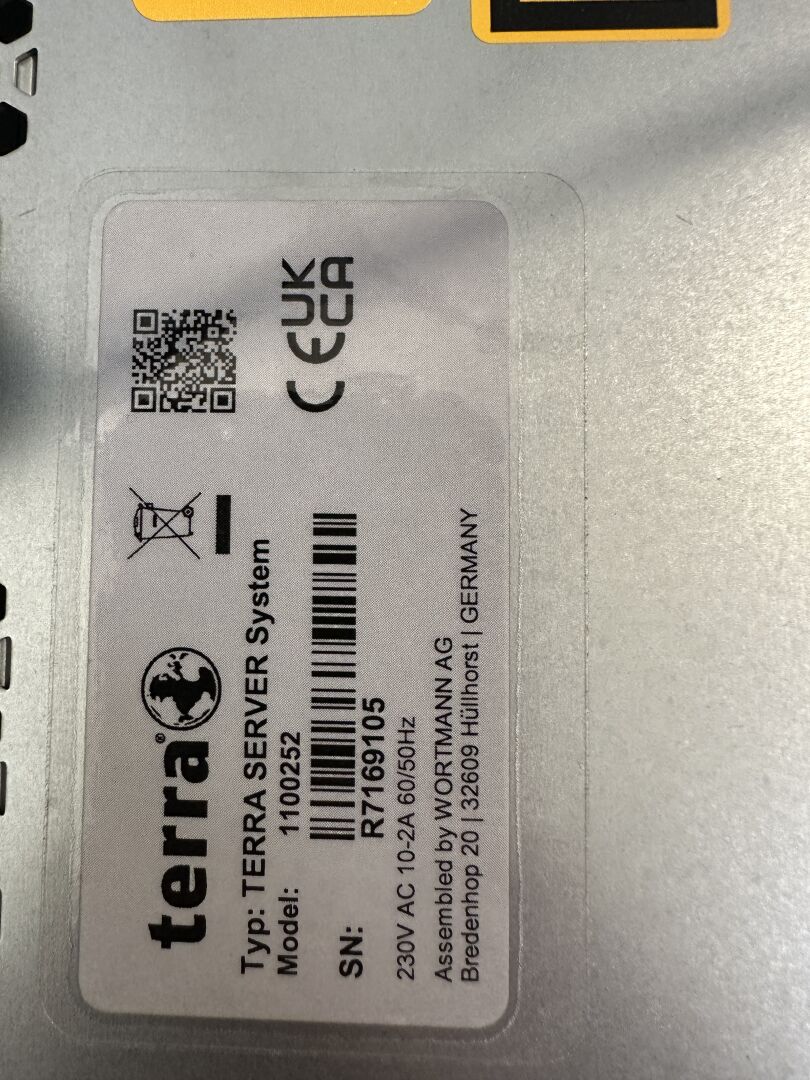 terra®
Typ: TERRA SERVER System
Model: 1100252
SN: R7169105
230V AC 10-2A 60/50Hz
Assembled by WORTMANN AG
Bredenhop 20 | 32609 Hüllhorst | GERMANY
CE UK
CA